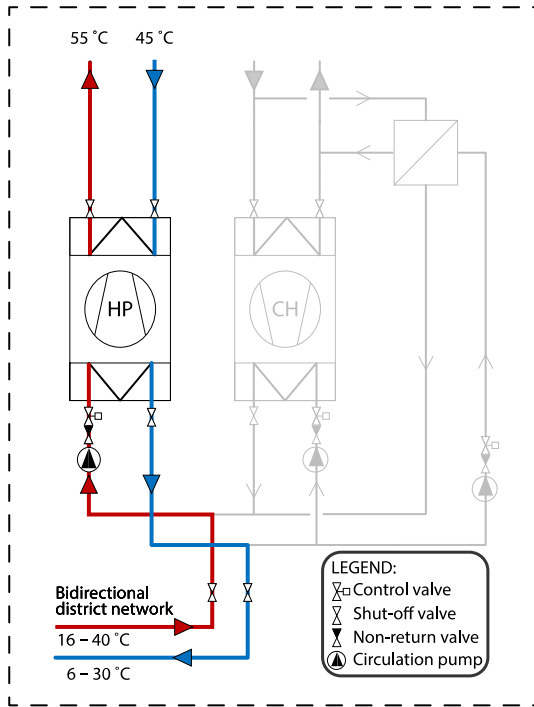 55 ˚C 45 ˚C
HP CH
Bidirectional
district network
16 – 40 ˚C
6 – 30 ˚C
LEGEND:
Control valve
Shut-off valve
Non-return valve
Circulation pump